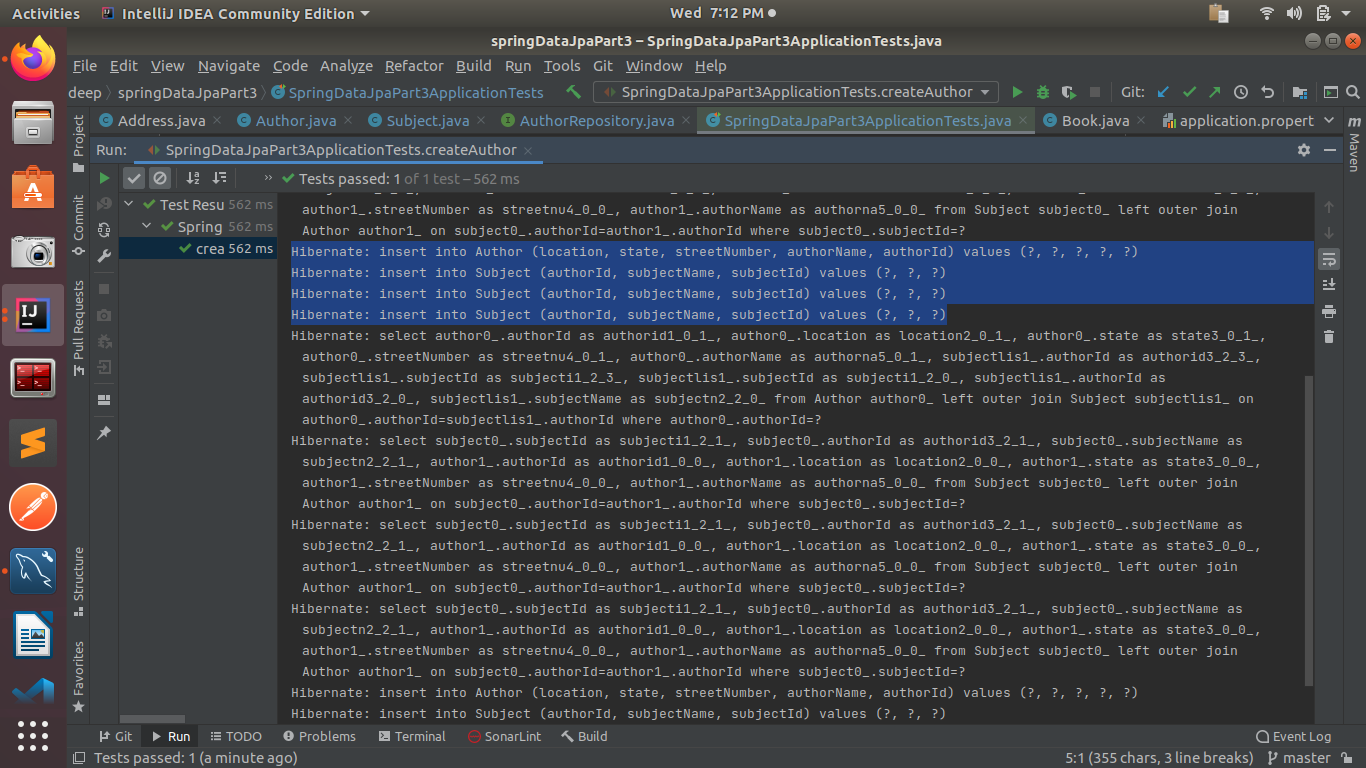 Activities
IntelliJ IDEA Community Edition
Wed 7:12 PM
springDataJpaPart3 – SpringDataJpaPart3ApplicationTests.java
File Edit View Navigate Code Analyze Refactor Build Run Tools Git Window Help
deep springDataJpaPart3 SpringDataJpaPart3ApplicationTests
SpringDataJpaPart3ApplicationTests.createAuthor
Git:
Address.java
Author.java
Subject.java
AuthorRepository.java
SpringDataJpaPart3ApplicationTests.java
Book.java
application.propert
Project
Commit
Pull Requests
Structure
Favorites
Maven
Run: SpringDataJpaPart3ApplicationTests.createAuthor
Tests passed: 1 of 1 test – 562 ms
Test Resu 562 ms
Spring 562 ms
crea 562 ms
author1_.streetNumber as streetnu4_0_0_, author1_.authorName as authorna5_0_0_ from Subject subject0_ left outer join
Author author1_ on subject0_.authorId=author1_.authorId where subject0_.subjectId=?
Hibernate: insert into Author (location, state, streetNumber, authorName, authorId) values (?, ?, ?, ?, ?)
Hibernate: insert into Subject (authorId, subjectName, subjectId) values (?, ?, ?)
Hibernate: insert into Subject (authorId, subjectName, subjectId) values (?, ?, ?)
Hibernate: insert into Subject (authorId, subjectName, subjectId) values (?, ?, ?)
Hibernate: select author0_.authorId as authorid1_0_1_, author0_.location as location2_0_1_, author0_.state as state3_0_1_,
author0_.streetNumber as streetnu4_0_1_, author0_.authorName as authorna5_0_1_, subjectlis1_.authorId as authorid3_2_3_,
subjectlis1_.subjectId as subjecti1_2_3_, subjectlis1_.subjectId as subjecti1_2_0_, subjectlis1_.authorId as
authorid3_2_0_, subjectlis1_.subjectName as subjectn2_2_0_ from Author author0_ left outer join Subject subjectlis1_ on
author0_.authorId=subjectlis1_.authorId where author0_.authorId=?
Hibernate: select subject0_.subjectId as subjecti1_2_1_, subject0_.authorId as authorid3_2_1_, subject0_.subjectName as
subjectn2_2_1_, author1_.authorId as authorid1_0_0_, author1_.location as location2_0_0_, author1_.state as state3_0_0_,
author1_.streetNumber as streetnu4_0_0_, author1_.authorName as authorna5_0_0_ from Subject subject0_ left outer join
Author author1_ on subject0_.authorId=author1_.authorId where subject0_.subjectId=?
Hibernate: select subject0_.subjectId as subjecti1_2_1_, subject0_.authorId as authorid3_2_1_, subject0_.subjectName as
subjectn2_2_1_, author1_.authorId as authorid1_0_0_, author1_.location as location2_0_0_, author1_.state as state3_0_0_,
author1_.streetNumber as streetnu4_0_0_, author1_.authorName as authorna5_0_0_ from Subject subject0_ left outer join
Author author1_ on subject0_.authorId=author1_.authorId where subject0_.subjectId=?
Hibernate: select subject0_.subjectId as subjecti1_2_1_, subject0_.authorId as authorid3_2_1_, subject0_.subjectName as
subjectn2_2_1_, author1_.authorId as authorid1_0_0_, author1_.location as location2_0_0_, author1_.state as state3_0_0_,
author1_.streetNumber as streetnu4_0_0_, author1_.authorName as authorna5_0_0_ from Subject subject0_ left outer join
Author author1_ on subject0_.authorId=author1_.authorId where subject0_.subjectId=?
Hibernate: insert into Author (location, state, streetNumber, authorName, authorId) values (?, ?, ?, ?, ?)
Hibernate: insert into Subject (authorId, subjectName, subjectId) values (?, ?, ?)
Git Run TODO Problems Terminal SonarLint Build Event Log
Tests passed: 1 (a minute ago) 5:1 (355 chars, 3 line breaks) master